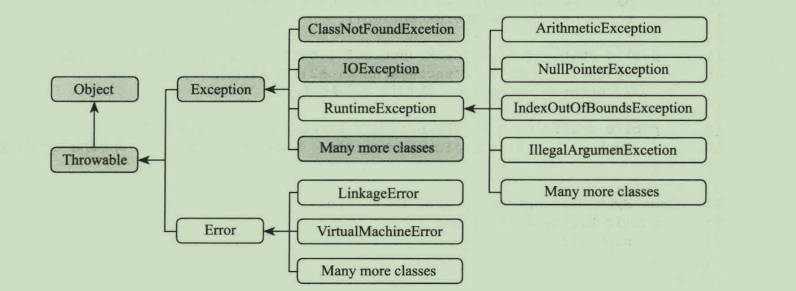 Object
Throwable
Exception
Error
ClassNotFoundExcetion
IOException
RuntimeException
Many more classes
LinkageError
VirtualMachineError
Many more classes
ArithmeticException
NullPointerException
IndexOutOfBoundsException
IllegalArgumenExcetion
Many more classes